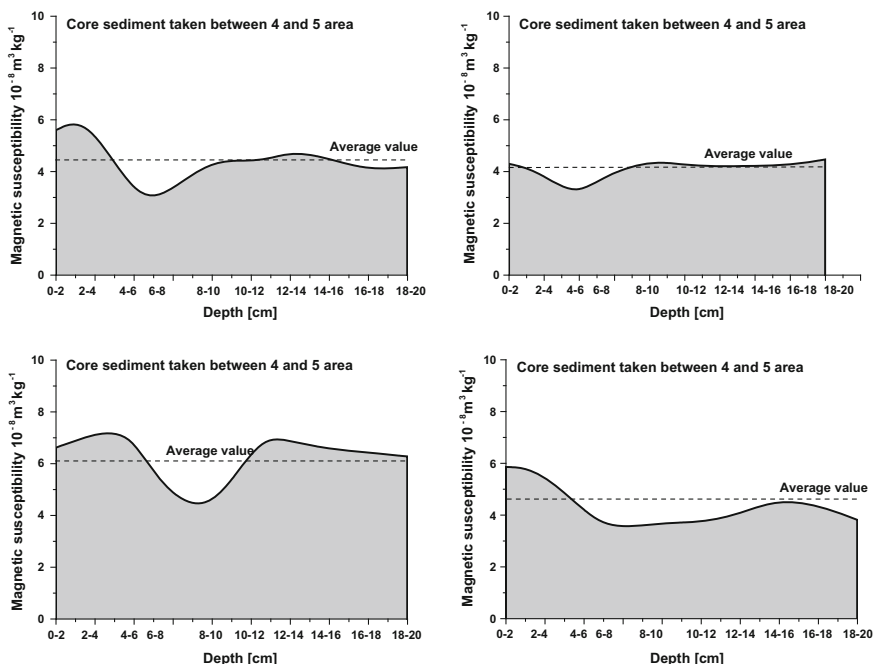 Core sediment taken between 4 and 5 area
Magnetic susceptibility 10⁻⁸ m³ kg⁻¹
10
8
6
4
2
0
Average value
0-2 2-4 4-6 6-8 8-10 10-12 12-14 14-16 16-18 18-20
Depth [cm]
Core sediment taken between 4 and 5 area
Magnetic susceptibility 10⁻⁸ m³ kg⁻¹
10
8
6
4
2
0
Average value
0-2 2-4 4-6 6-8 8-10 10-12 12-14 14-16 16-18 18-20
Depth [cm]
Core sediment taken between 4 and 5 area
Magnetic susceptibility 10⁻⁸ m³ kg⁻¹
10
8
6
4
2
0
Average value
0-2 2-4 4-6 6-8 8-10 10-12 12-14 14-16 16-18 18-20
Depth [cm]
Core sediment taken between 4 and 5 area
Magnetic susceptibility 10⁻⁸ m³ kg⁻¹
10
8
6
4
2
0
Average value
0-2 2-4 4-6 6-8 8-10 10-12 12-14 14-16 16-18 18-20
Depth [cm]